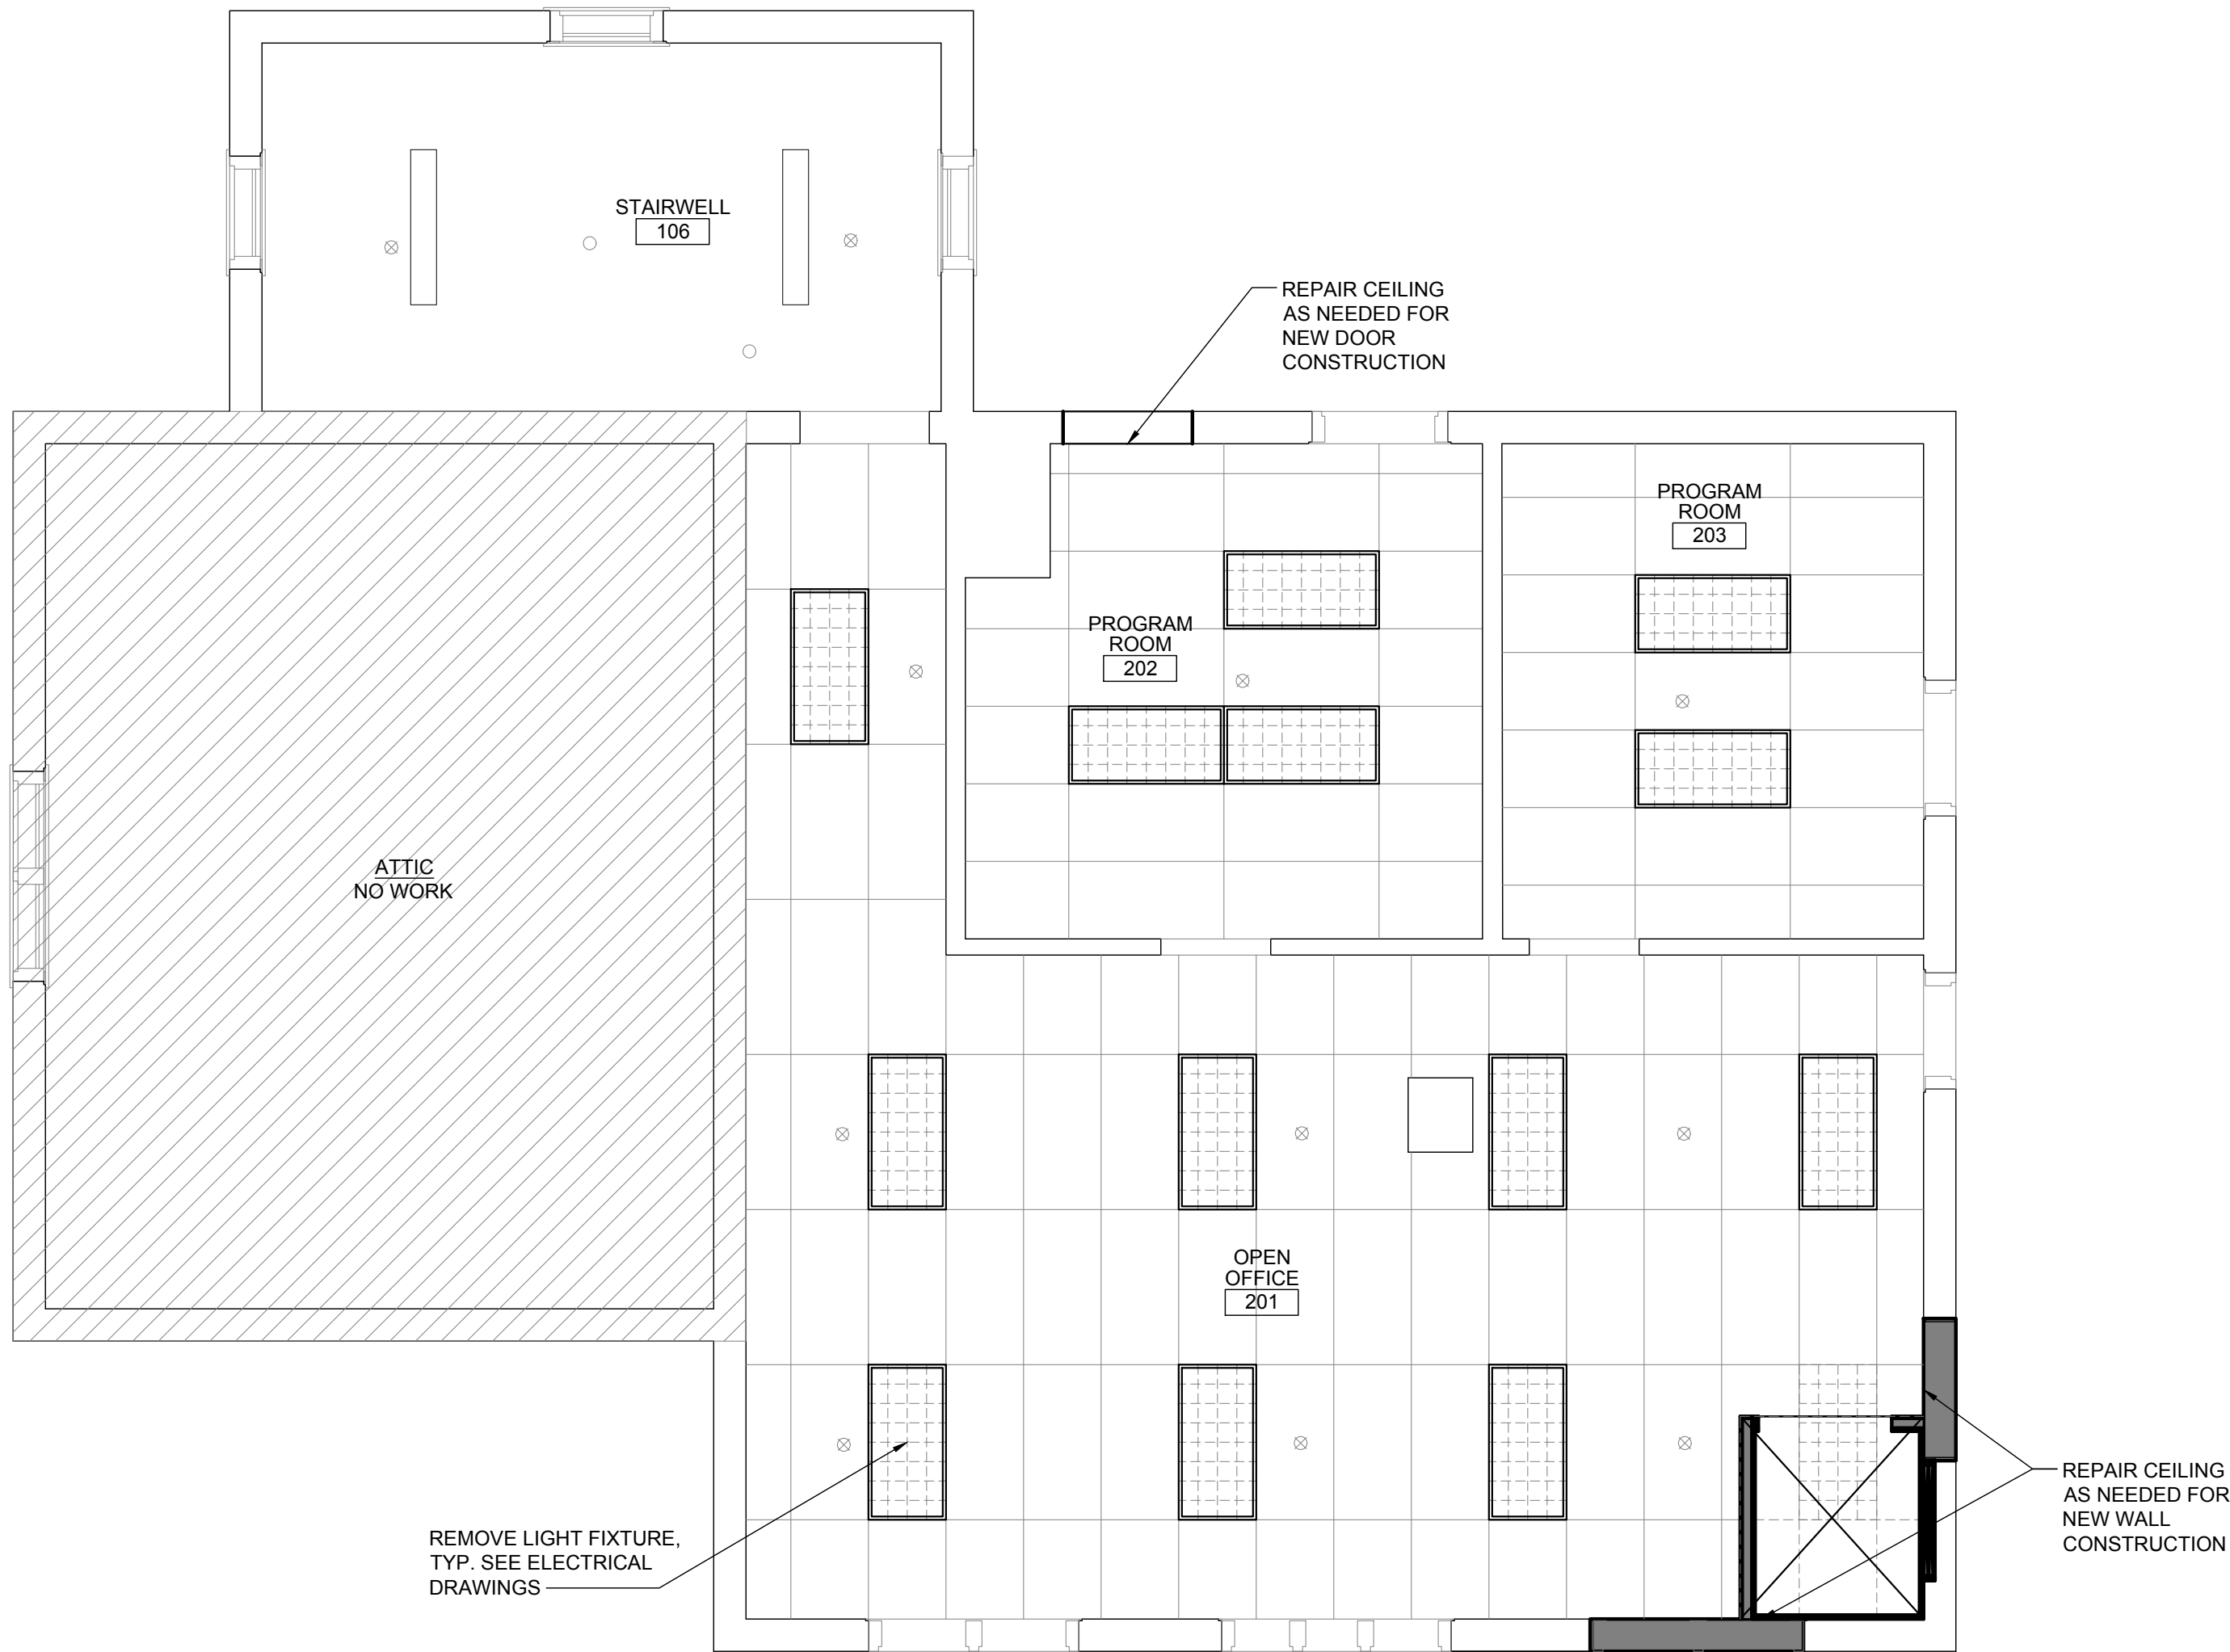 STAIRWELL
106
REPAIR CEILING
AS NEEDED FOR
NEW DOOR
CONSTRUCTION
PROGRAM
ROOM
203
PROGRAM
ROOM
202
ATTIC
NO WORK
OPEN
OFFICE
201
REPAIR CEILING
AS NEEDED FOR
NEW WALL
CONSTRUCTION
REMOVE LIGHT FIXTURE,
TYP. SEE ELECTRICAL
DRAWINGS